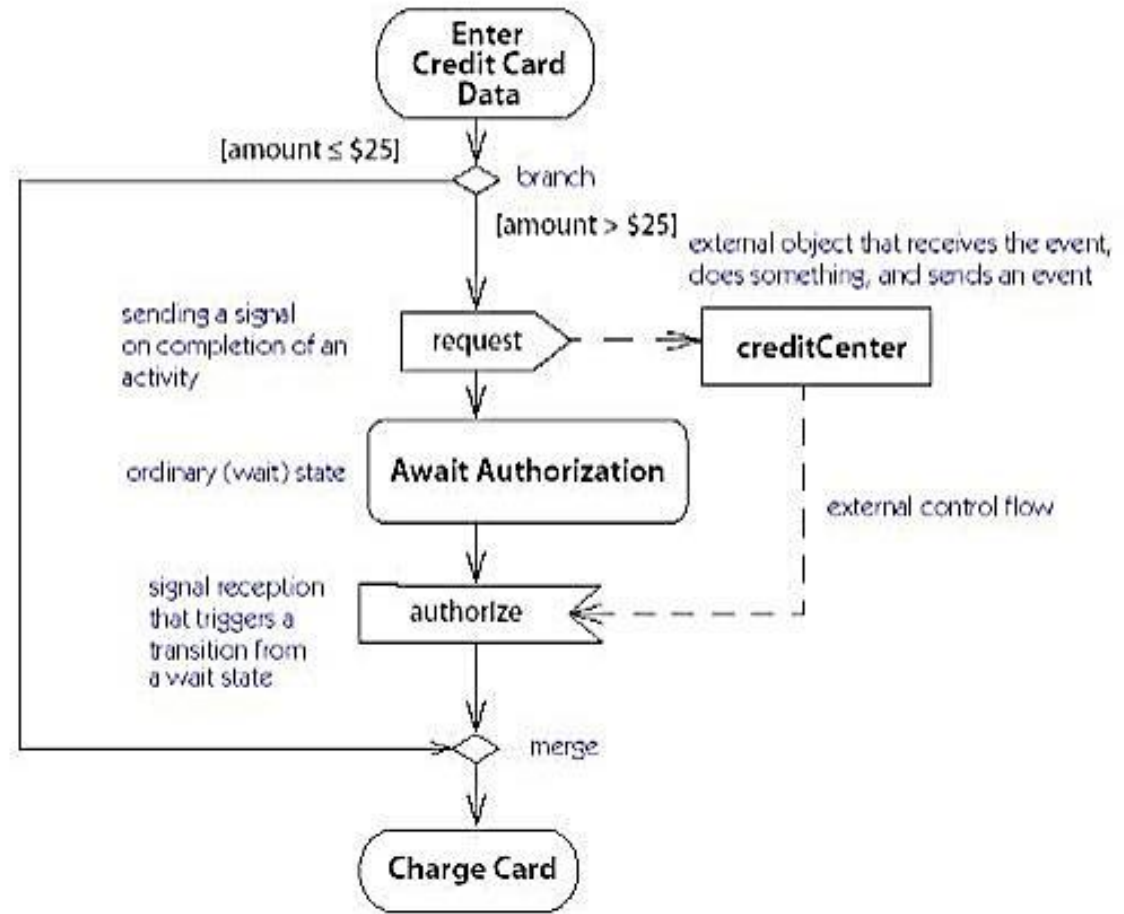 Enter
Credit Card
Data
[amount ≤ $25]
branch
[amount > $25]
external object that receives the event,
does something, and sends an event
sending a signal
on completion of an
activity
request
creditCenter
ordinary (wait) state
Await Authorization
external control flow
signal reception
that triggers a
transition from
a wait state
authorize
merge
Charge Card